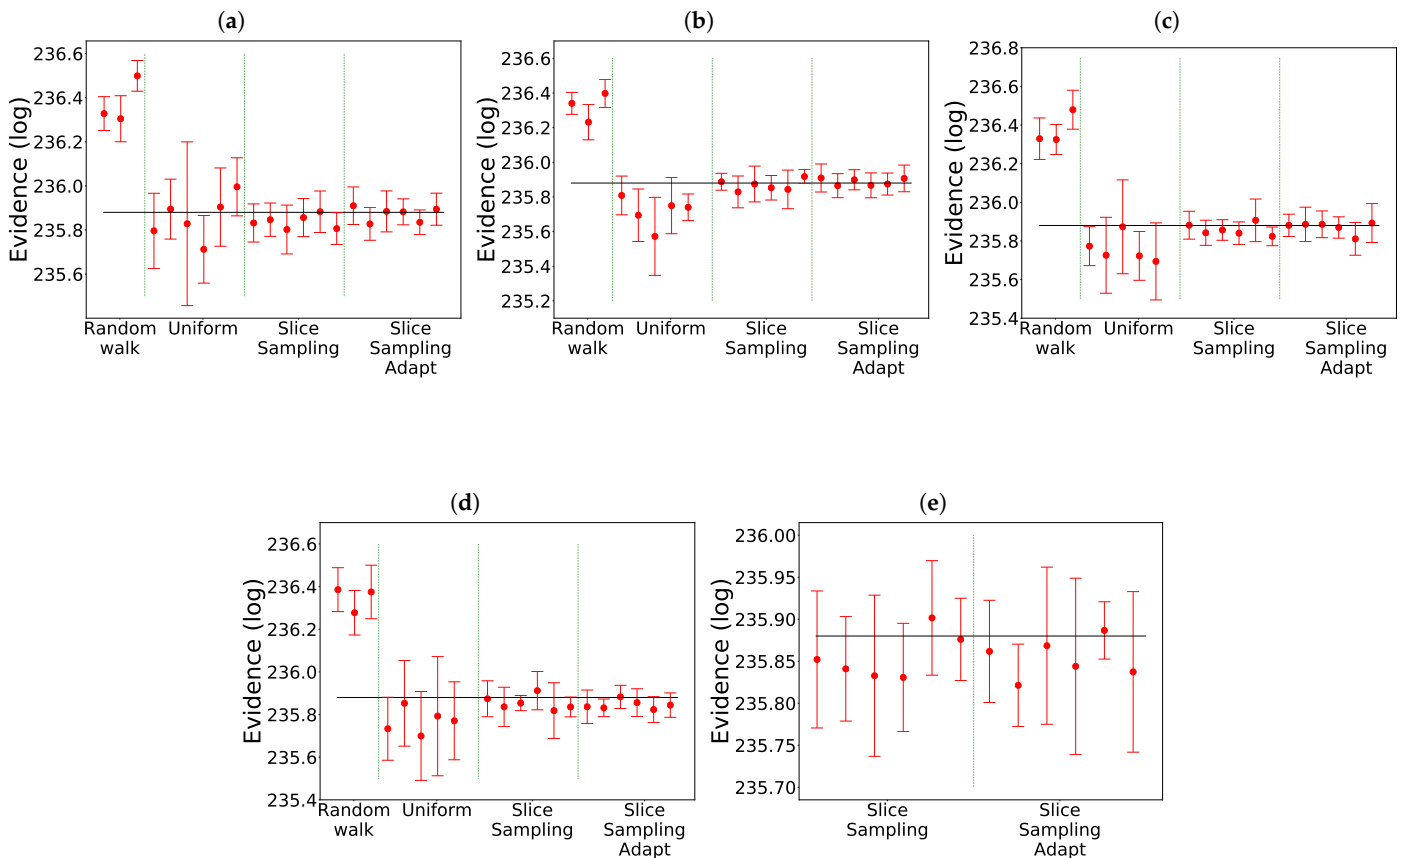 (a)
Evidence (log)
236.6
236.4
236.2
236.0
235.8
235.6
Random walk
Uniform
Slice Sampling
Slice Sampling Adapt
(b)
Evidence (log)
236.6
236.4
236.2
236.0
235.8
235.6
235.4
235.2
Random walk
Uniform
Slice Sampling
Slice Sampling Adapt
(c)
Evidence (log)
236.8
236.6
236.4
236.2
236.0
235.8
235.6
235.4
Random walk
Uniform
Slice Sampling
Slice Sampling Adapt
(d)
Evidence (log)
236.6
236.4
236.2
236.0
235.8
235.6
235.4
Random walk
Uniform
Slice Sampling
Slice Sampling Adapt
(e)
Evidence (log)
236.00
235.95
235.90
235.85
235.80
235.75
235.70
Slice Sampling
Slice Sampling Adapt